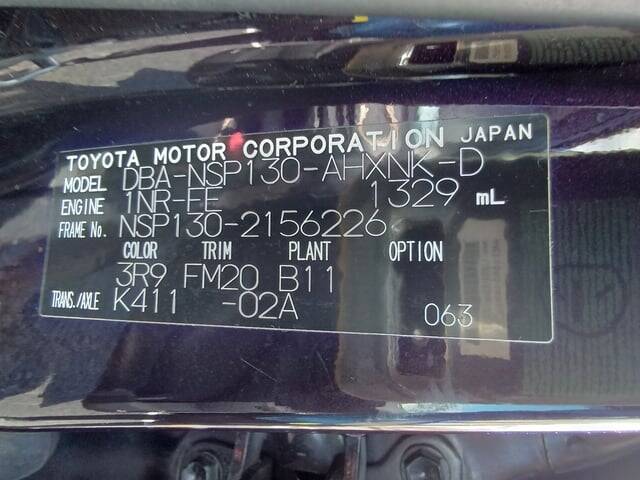 TOYOTA MOTOR CORPORATION JAPAN
MODEL DBA-NSP130-AHXNK-D
ENGINE 1NR-FE 1329 mL
FRAME No. NSP130-2156226
COLOR TRIM PLANT OPTION
3R9 FM20 B11
TRANS./AXLE K411 -02A
063